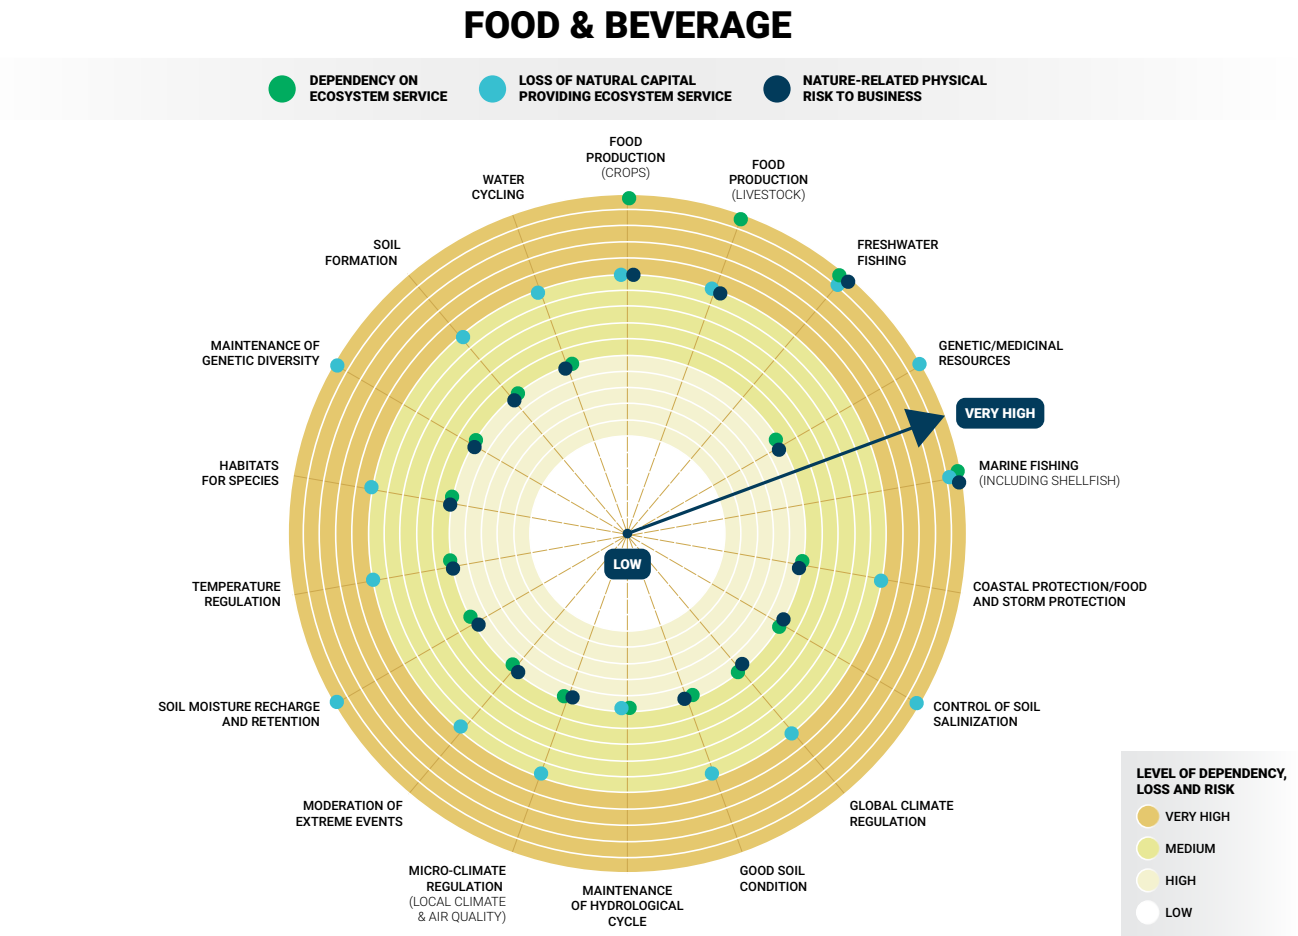 FOOD & BEVERAGE
DEPENDENCY ON
ECOSYSTEM SERVICE
LOSS OF NATURAL CAPITAL
PROVIDING ECOSYSTEM SERVICE
NATURE-RELATED PHYSICAL
RISK TO BUSINESS
FOOD
PRODUCTION
(CROPS)
FOOD
PRODUCTION
(LIVESTOCK)
FRESHWATER
FISHING
GENETIC/MEDICINAL
RESOURCES
VERY HIGH
MARINE FISHING
(INCLUDING SHELLFISH)
COASTAL PROTECTION/FOOD
AND STORM PROTECTION
CONTROL OF SOIL
SALINIZATION
GLOBAL CLIMATE
REGULATION
GOOD SOIL
CONDITION
MAINTENANCE
OF HYDROLOGICAL
CYCLE
MICRO-CLIMATE
REGULATION
(LOCAL CLIMATE
& AIR QUALITY)
MODERATION OF
EXTREME EVENTS
SOIL MOISTURE RECHARGE
AND RETENTION
TEMPERATURE
REGULATION
HABITATS
FOR SPECIES
MAINTENANCE OF
GENETIC DIVERSITY
SOIL
FORMATION
WATER
CYCLING
LOW
LEVEL OF DEPENDENCY,
LOSS AND RISK
VERY HIGH
MEDIUM
HIGH
LOW